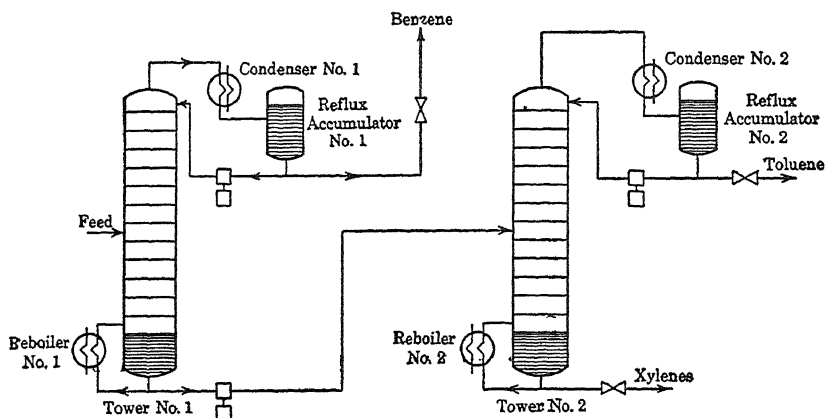 Benzene
Condenser No. 1
Reflux
Accumulator
No. 1
Feed
Reboiler
No. 1
Tower No. 1
Condenser No. 2
Reflux
Accumulator
No. 2
Toluene
Reboiler
No. 2
Xylenes
Tower No. 2